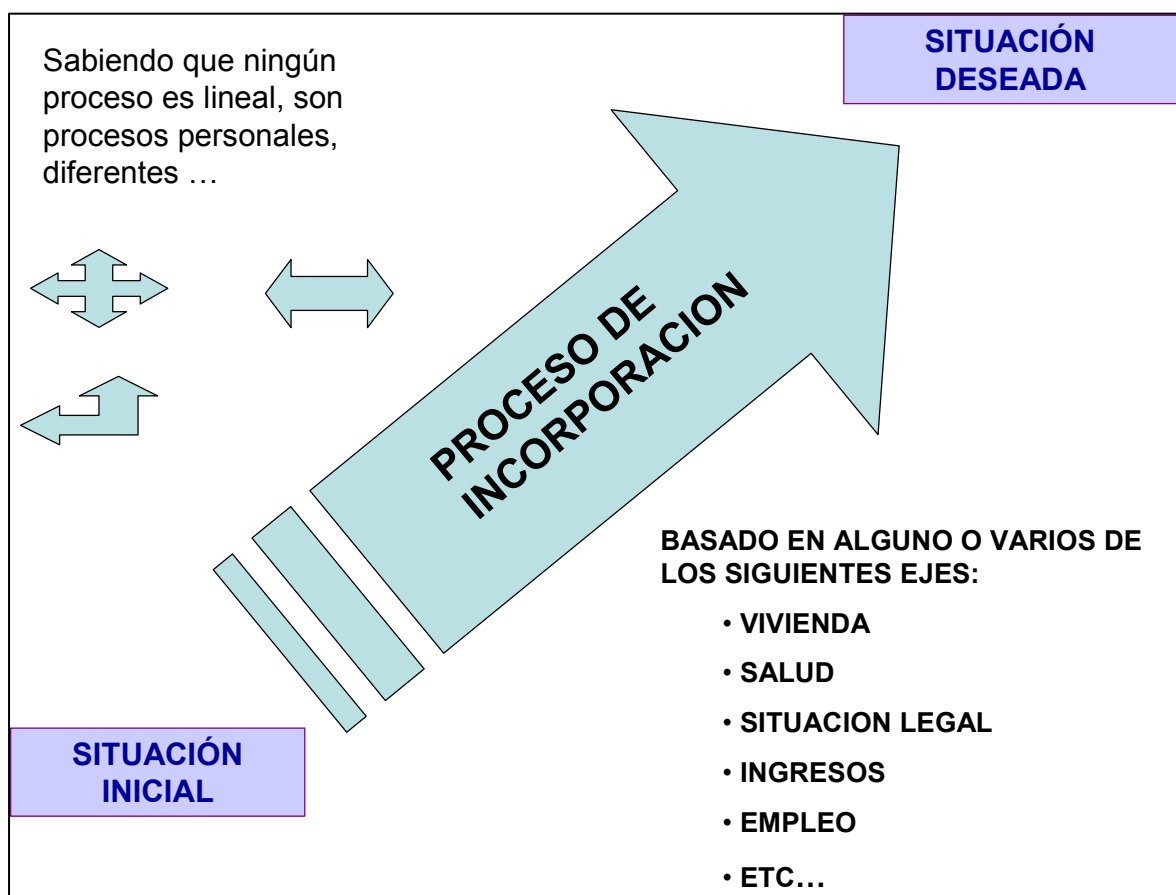 Sabiendo que ningún
proceso es lineal, son
procesos personales,
diferentes …
SITUACIÓN
DESEADA
PROCESO DE
INCORPORACION
BASADO EN ALGUNO O VARIOS DE
LOS SIGUIENTES EJES:
• VIVIENDA
• SALUD
• SITUACION LEGAL
• INGRESOS
• EMPLEO
• ETC…
SITUACIÓN
INICIAL